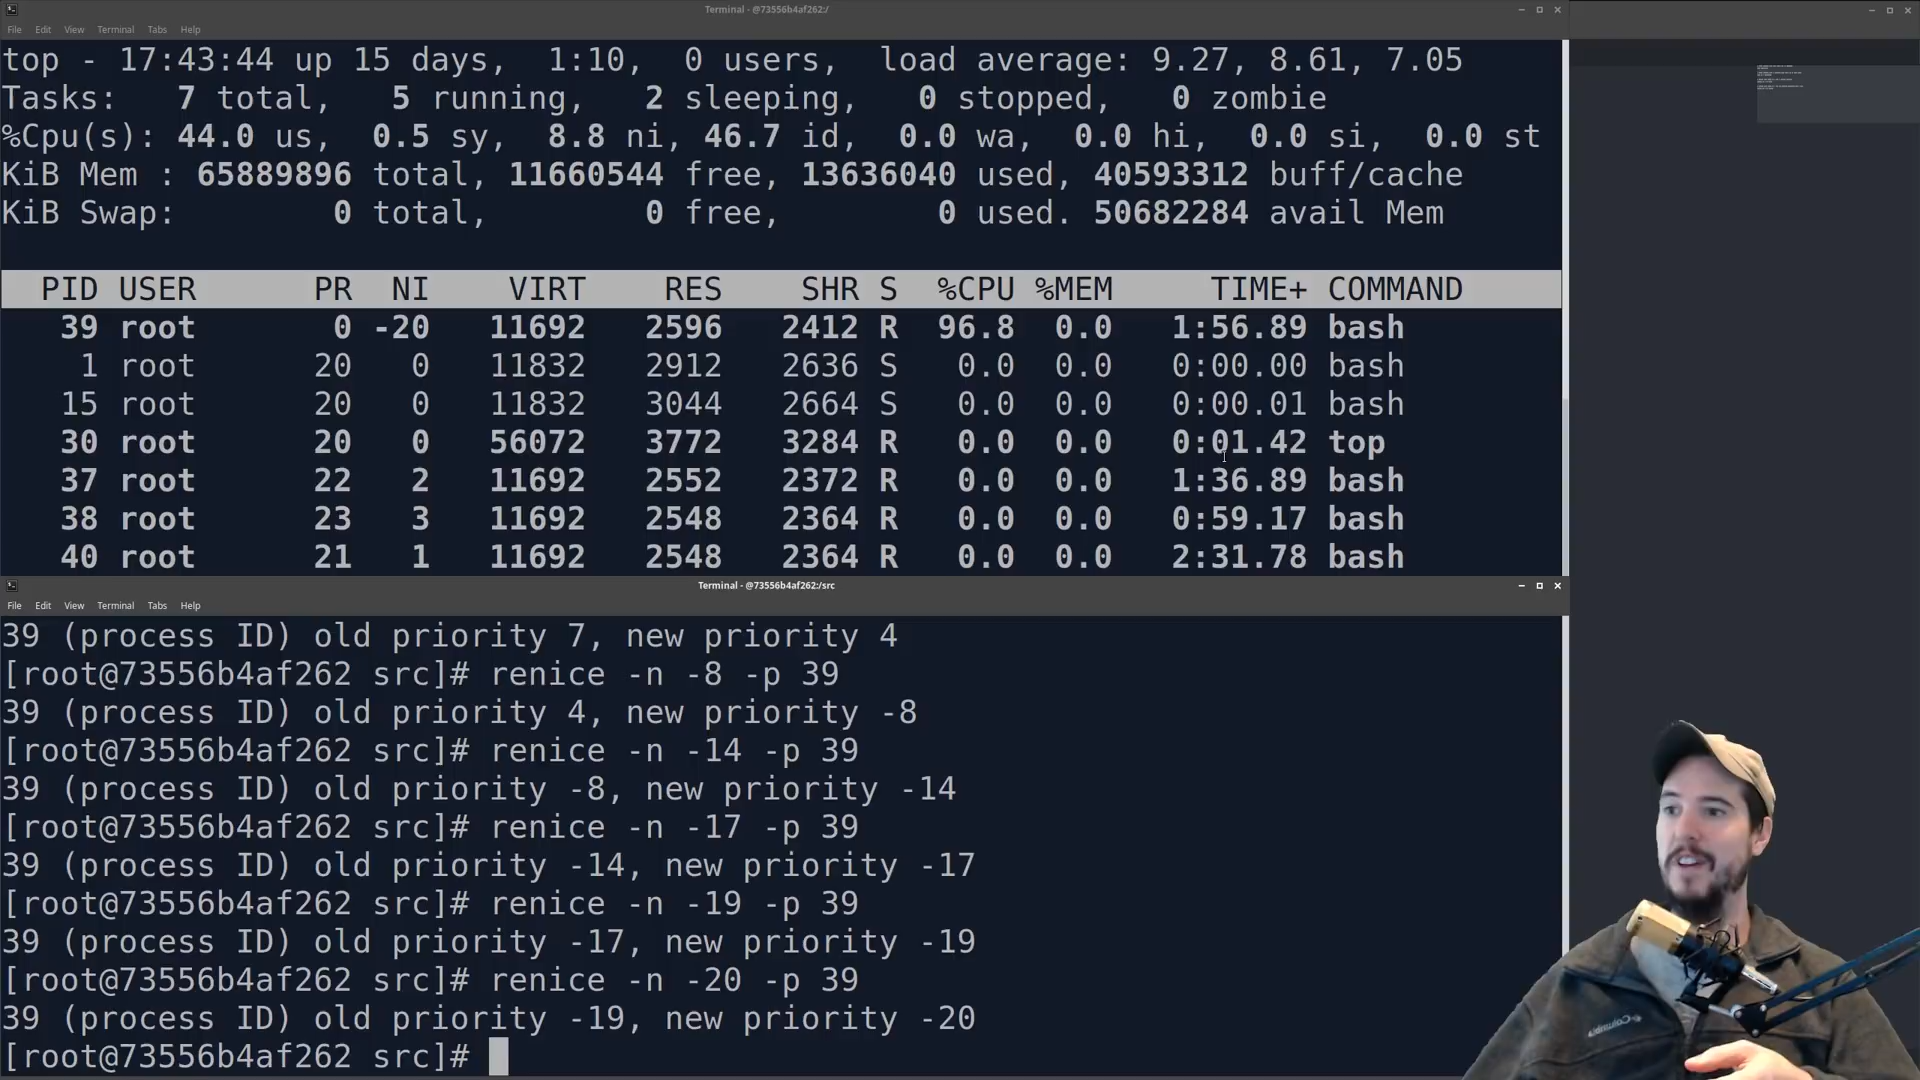 Terminal - @73556b4af262:/
File Edit View Terminal Tabs Help
top - 17:43:44 up 15 days, 1:10, 0 users, load average: 9.27, 8.61, 7.05
Tasks: 7 total, 5 running, 2 sleeping, 0 stopped, 0 zombie
%Cpu(s): 44.0 us, 0.5 sy, 8.8 ni, 46.7 id, 0.0 wa, 0.0 hi, 0.0 si, 0.0 st
KiB Mem : 65889896 total, 11660544 free, 13636040 used, 40593312 buff/cache
KiB Swap: 0 total, 0 free, 0 used. 50682284 avail Mem
PID USER PR NI VIRT RES SHR S %CPU %MEM TIME+ COMMAND
39 root 0 -20 11692 2596 2412 R 96.8 0.0 1:56.89 bash
1 root 20 0 11832 2912 2636 S 0.0 0.0 0:00.00 bash
15 root 20 0 11832 3044 2664 S 0.0 0.0 0:00.01 bash
30 root 20 0 56072 3772 3284 R 0.0 0.0 0:01.42 top
37 root 22 2 11692 2552 2372 R 0.0 0.0 1:36.89 bash
38 root 23 3 11692 2548 2364 R 0.0 0.0 0:59.17 bash
40 root 21 1 11692 2548 2364 R 0.0 0.0 2:31.78 bash
Terminal - @73556b4af262:/src
File Edit View Terminal Tabs Help
39 (process ID) old priority 7, new priority 4
[root@73556b4af262 src]# renice -n -8 -p 39
39 (process ID) old priority 4, new priority -8
[root@73556b4af262 src]# renice -n -14 -p 39
39 (process ID) old priority -8, new priority -14
[root@73556b4af262 src]# renice -n -17 -p 39
39 (process ID) old priority -14, new priority -17
[root@73556b4af262 src]# renice -n -19 -p 39
39 (process ID) old priority -17, new priority -19
[root@73556b4af262 src]# renice -n -20 -p 39
39 (process ID) old priority -19, new priority -20
[root@73556b4af262 src]#
Columbia